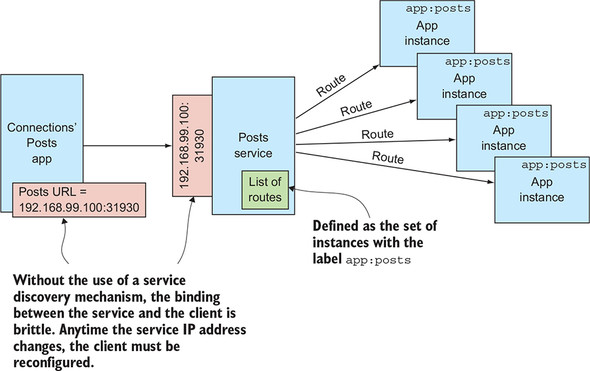 app:posts
App
instance
app:posts
App
instance
app:posts
App
instance
app:posts
App
instance
Route
Route
Route
Route
Connections'
Posts
app
Posts URL =
192.168.99.100:31930
192.168.99.100:
31930
Posts
service
List of
routes
Defined as the set of
instances with the
label app:posts
Without the use of a service
discovery mechanism, the binding
between the service and the client is
brittle. Anytime the service IP address
changes, the client must be
reconfigured.